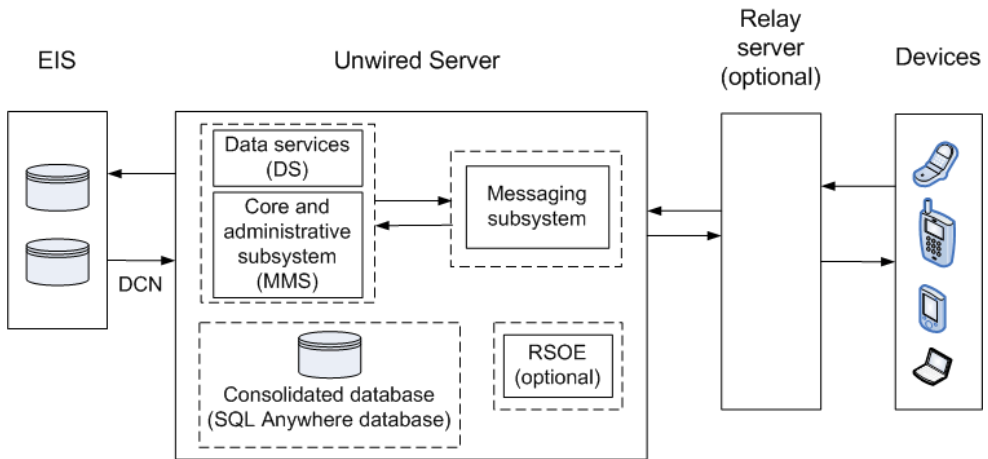 EIS
Unwired Server
Relay
server
(optional)
Devices
Data services
(DS)
Core and
administrative
subsystem
(MMS)
Messaging
subsystem
DCN
Consolidated database
(SQL Anywhere database)
RSOE
(optional)